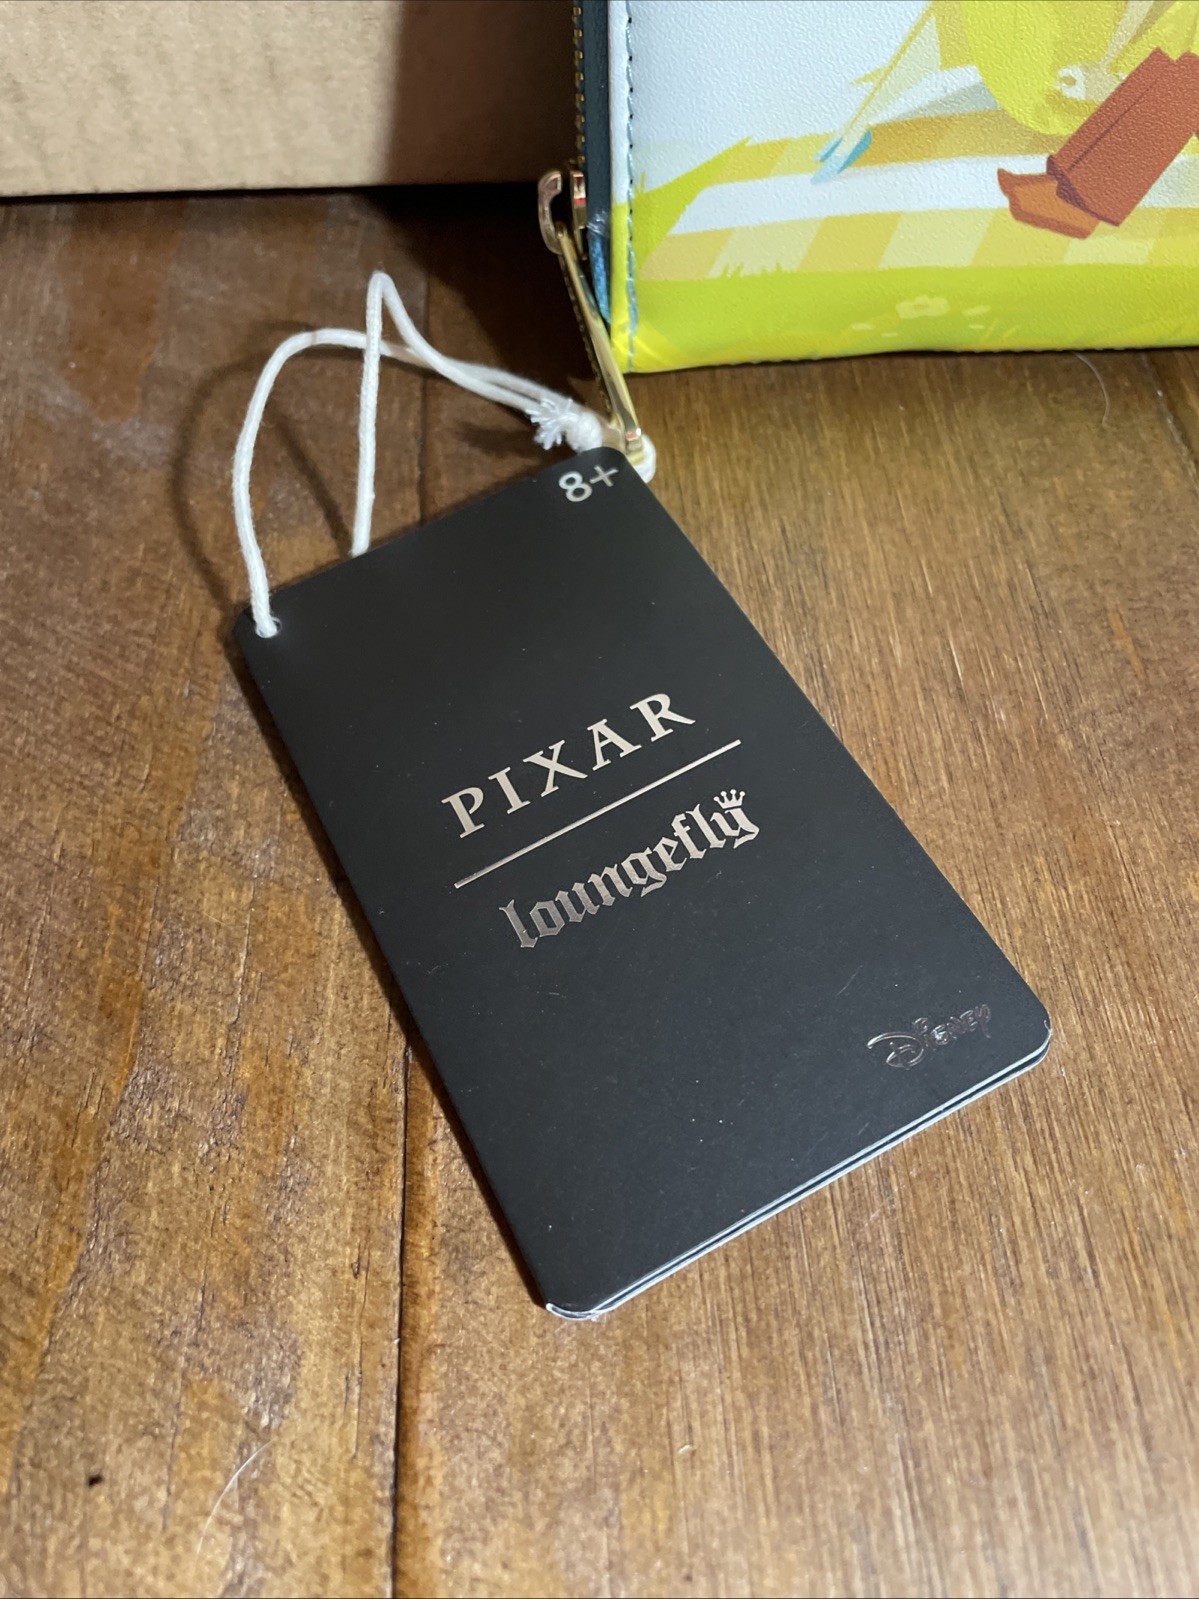 8+
PIXAR
loungefly
Disney